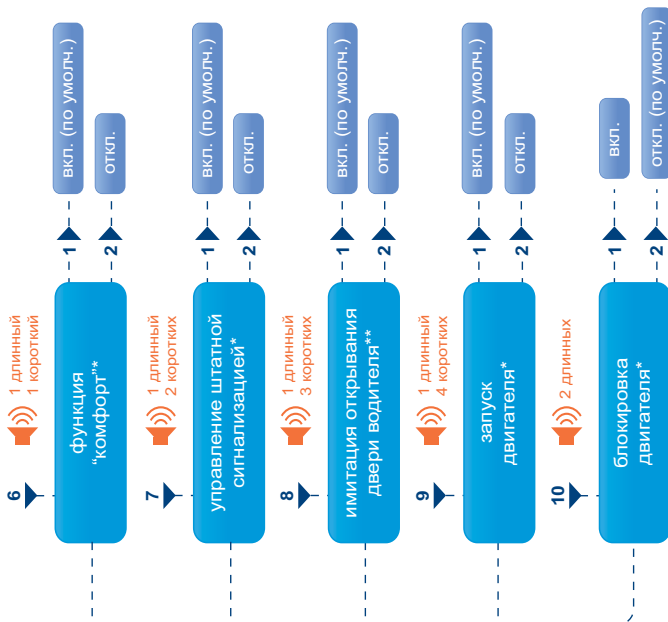 6
1 длинный
1 короткий
функция
“комфорт”*
1
вкл. (по умолч.)
2
откл.
7
1 длинный
2 коротких
управление штатной
сигнализацией*
1
вкл. (по умолч.)
2
откл.
8
1 длинный
3 коротких
имитация открывания
двери водителя**
1
вкл. (по умолч.)
2
откл.
9
1 длинный
4 коротких
запуск
двигателя*
1
вкл. (по умолч.)
2
откл.
10
2 длинных
блокировка
двигателя*
1
вкл.
2
откл. (по умолч.)